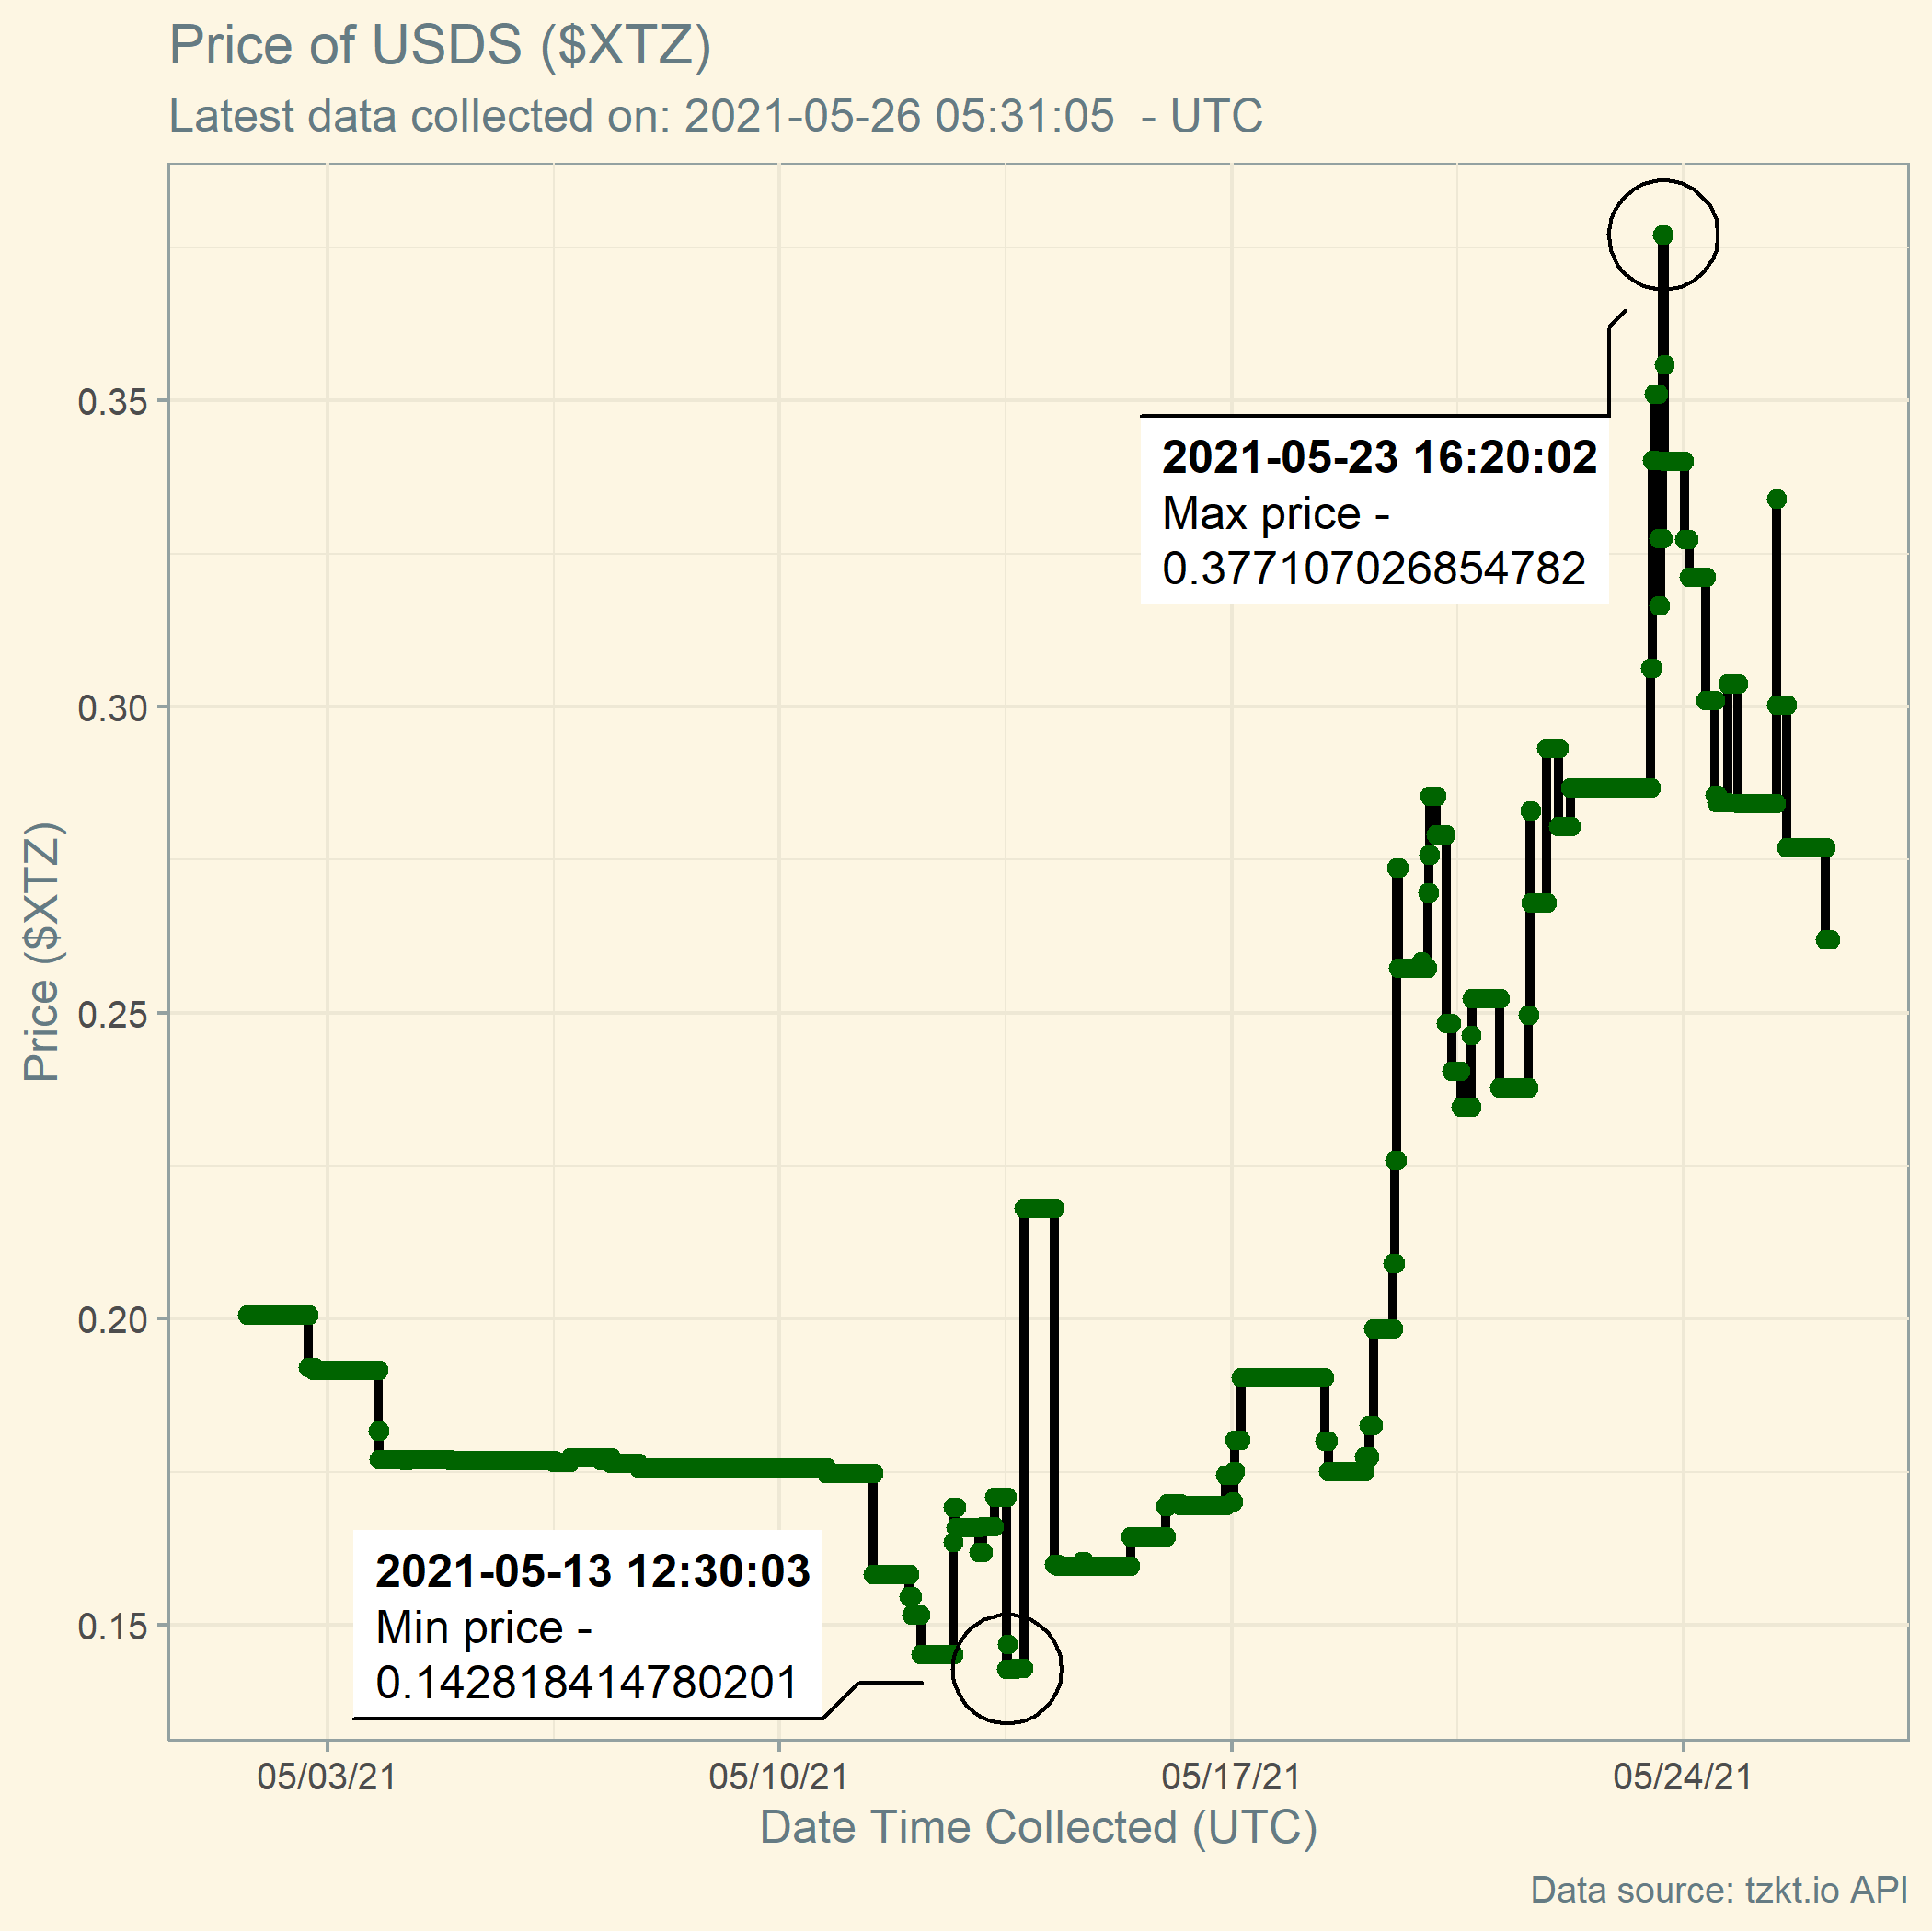 Price of USDS ($XTZ)
Latest data collected on: 2021-05-26 05:31:05  - UTC
0.35
0.30
0.25
0.20
0.15
Price ($XTZ)
2021-05-23 16:20:02
Max price -
0.377107026854782
2021-05-13 12:30:03
Min price -
0.142818414780201
05/03/21
05/10/21
05/17/21
05/24/21
Date Time Collected (UTC)
Data source: tzkt.io API